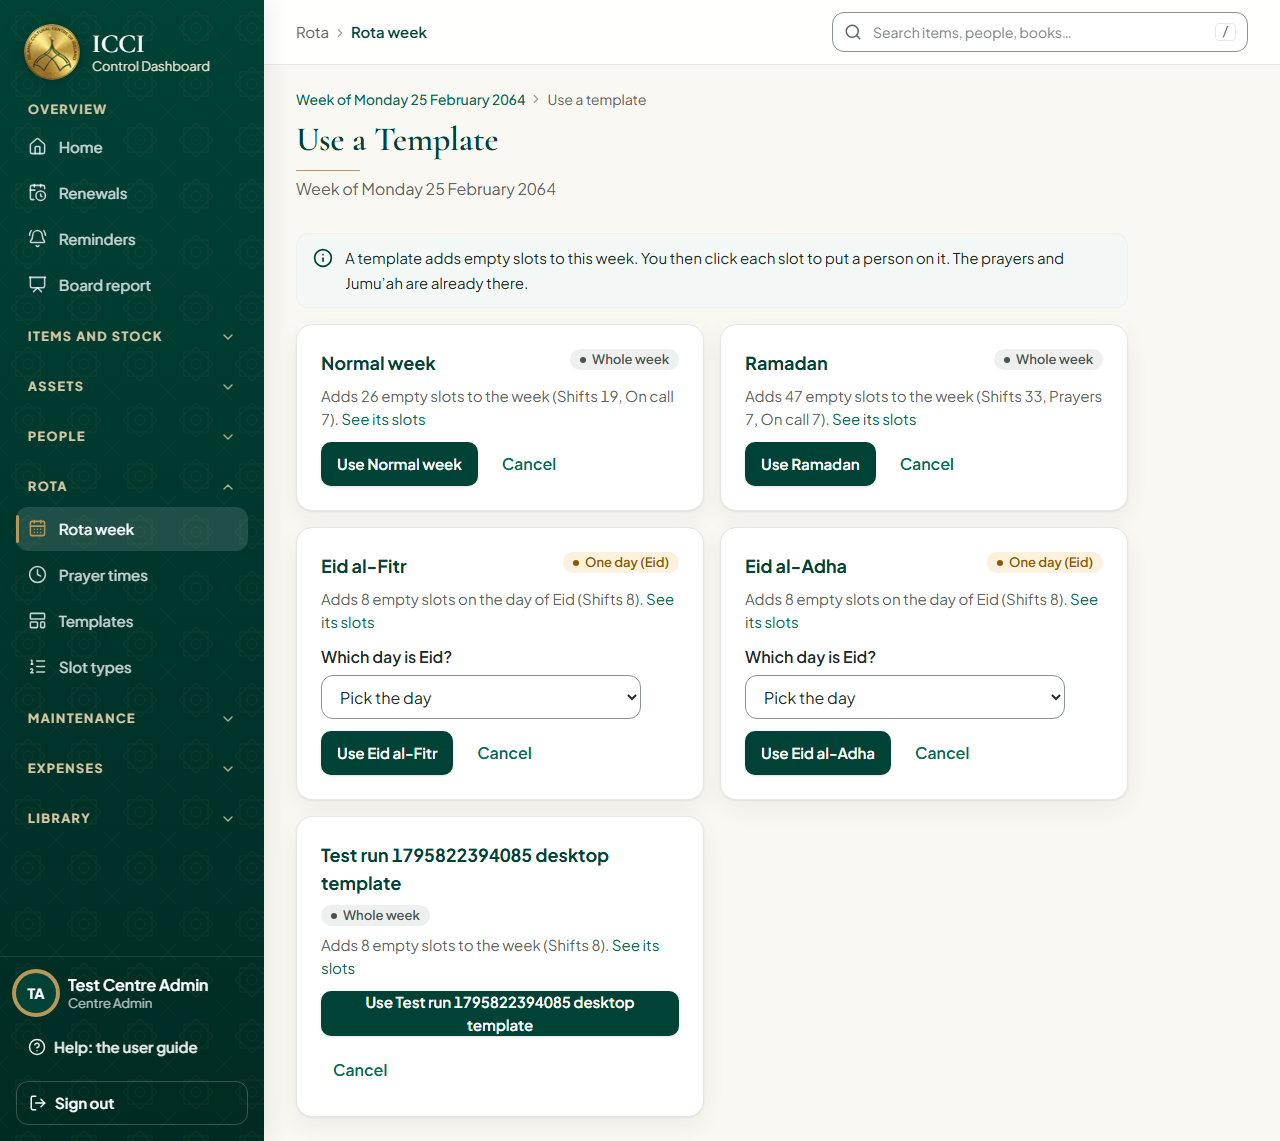 ICCI
Control Dashboard
OVERVIEW
Home
Renewals
Reminders
Board report
ITEMS AND STOCK
ASSETS
PEOPLE
ROTA
Rota week
Prayer times
Templates
Slot types
MAINTENANCE
EXPENSES
LIBRARY
TA
Test Centre Admin
Centre Admin
Help: the user guide
Sign out
Rota > Rota week
Search items, people, books...
/
Week of Monday 25 February 2064 > Use a template
Use a Template
Week of Monday 25 February 2064
A template adds empty slots to this week. You then click each slot to put a person on it. The prayers and
Jumu'ah are already there.
Normal week
Whole week
Adds 26 empty slots to the week (Shifts 19, On call
7). See its slots
Use Normal week
Cancel
Ramadan
Whole week
Adds 47 empty slots to the week (Shifts 33, Prayers
7, On call 7). See its slots
Use Ramadan
Cancel
Eid al-Fitr
One day (Eid)
Adds 8 empty slots on the day of Eid (Shifts 8). See
its slots
Which day is Eid?
Pick the day
Use Eid al-Fitr
Cancel
Eid al-Adha
One day (Eid)
Adds 8 empty slots on the day of Eid (Shifts 8). See
its slots
Which day is Eid?
Pick the day
Use Eid al-Adha
Cancel
Test run 1795822394085 desktop
template
Whole week
Adds 8 empty slots to the week (Shifts 8). See its
slots
Use Test run 1795822394085 desktop
template
Cancel